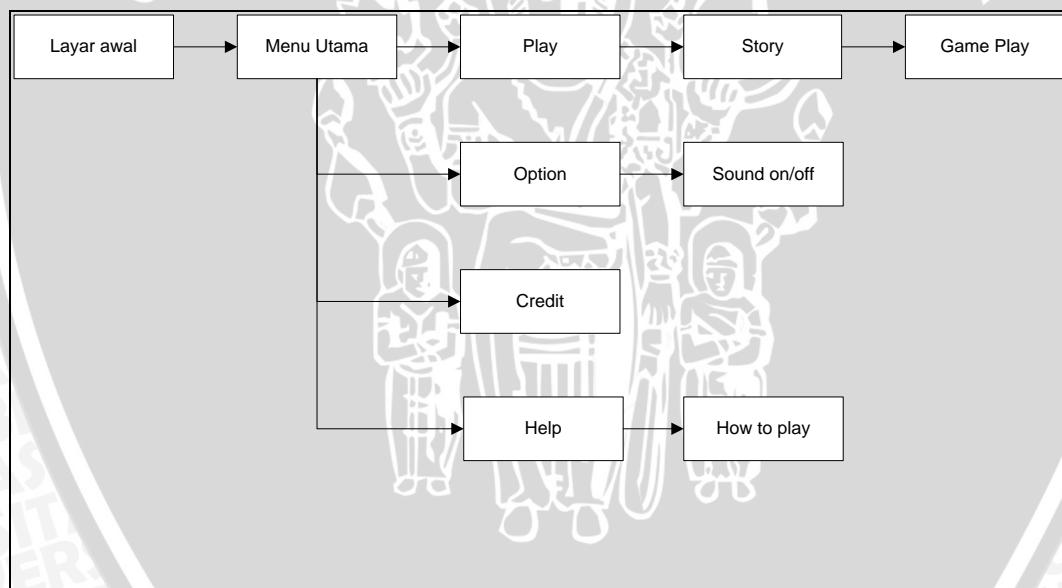 Layar awal
Menu Utama
Play
Story
Game Play
Option
Sound on/off
Credit
Help
How to play